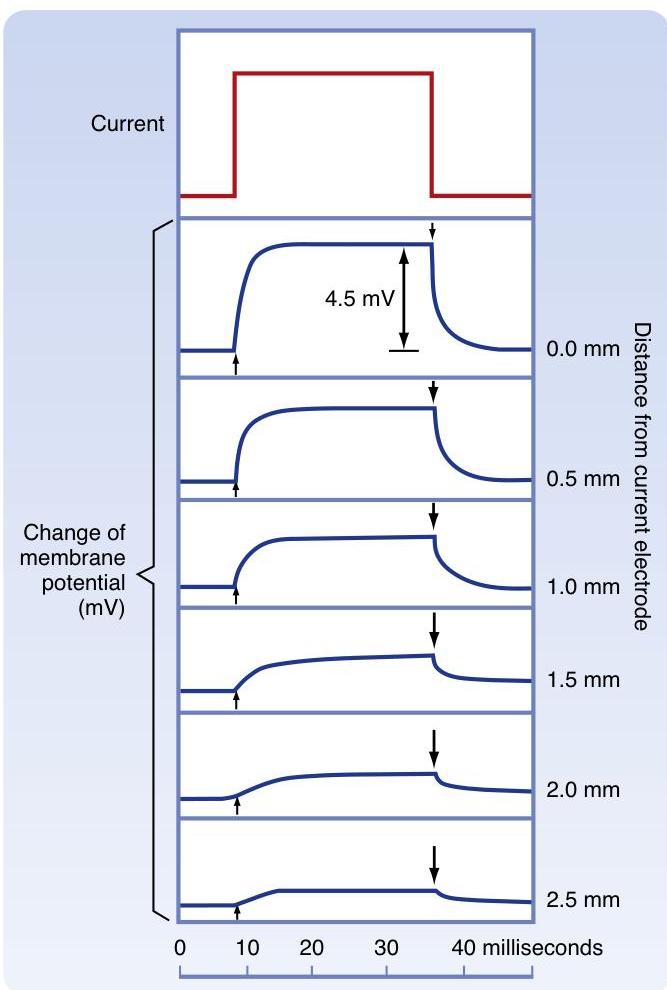 Current
4.5 mV
0.0 mm
0.5 mm
Change of
membrane
potential
(mV)
1.0 mm
1.5 mm
2.0 mm
2.5 mm
Distance from current electrode
0 10 20 30 40 milliseconds